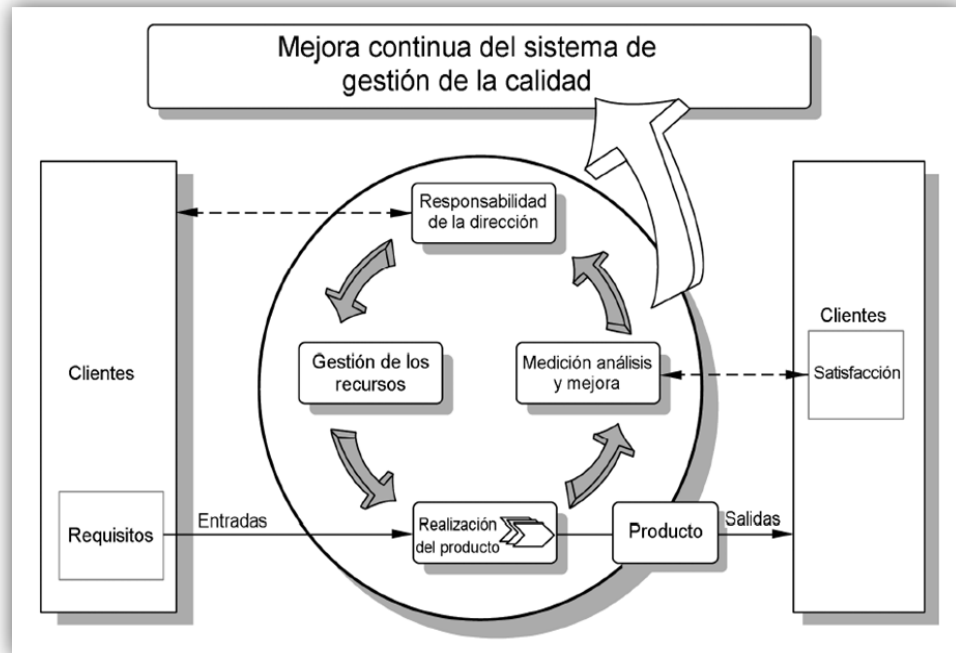 Mejora continua del sistema de
gestión de la calidad
Responsabilidad
de la dirección
Clientes
Gestión de los
recursos
Medición análisis
y mejora
Clientes
Satisfacción
Requisitos
Entradas
Realización
del producto
Producto
Salidas